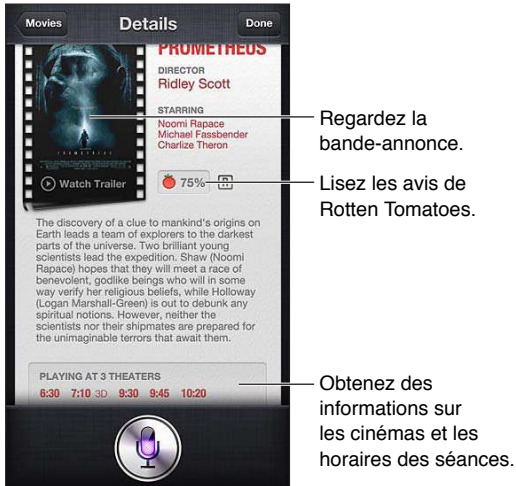 Movies
Details
Done
PROMETHEUS
DIRECTOR
Ridley Scott
STARRING
Noomi Rapace
Michael Fassbender
Charlize Theron
PROMETHEUS
Watch Trailer
75%
R
The discovery of a clue to mankind's origins on
Earth leads a team of explorers to the darkest
parts of the universe. Two brilliant young
scientists lead the expedition. Shaw (Noomi
Rapace) hopes that they will meet a race of
benevolent, godlike beings who will in some
way verify her religious beliefs, while Holloway
(Logan Marshall-Green) is out to debunk any
spiritual notions. However, neither the
scientists nor their shipmates are prepared for
the unimaginable terrors that await them.
PLAYING AT 3 THEATERS
6:30 7:10 3D 9:30 9:45 10:20
Regardez la
bande-annonce.
Lisez les avis de
Rotten Tomatoes.
Obtenez des
informations sur
les cinémas et les
horaires des séances.